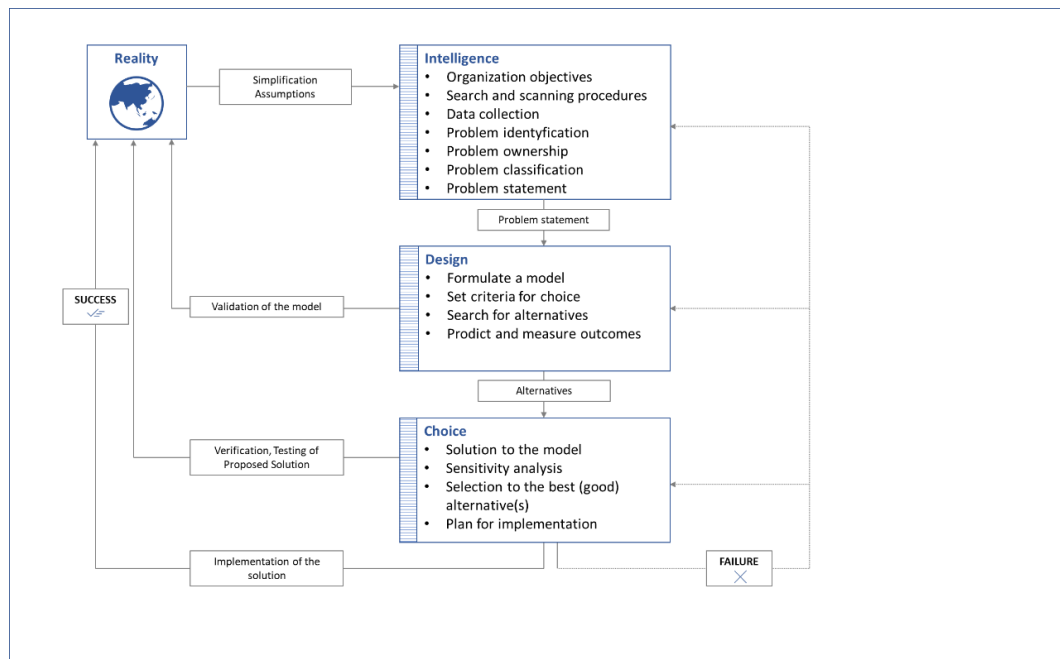 Reality
Simplification
Assumptions
Intelligence
• Organization objectives
• Search and scanning procedures
• Data collection
• Problem identyfication
• Problem ownership
• Problem classification
• Problem statement
Problem statement
Design
• Formulate a model
• Set criteria for choice
• Search for alternatives
• Prodict and measure outcomes
SUCCESS
Validation of the model
Alternatives
Choice
• Solution to the model
• Sensitivity analysis
• Selection to the best (good)
alternative(s)
• Plan for implementation
Verification, Testing of
Proposed Solution
Implementation of the
solution
FAILURE